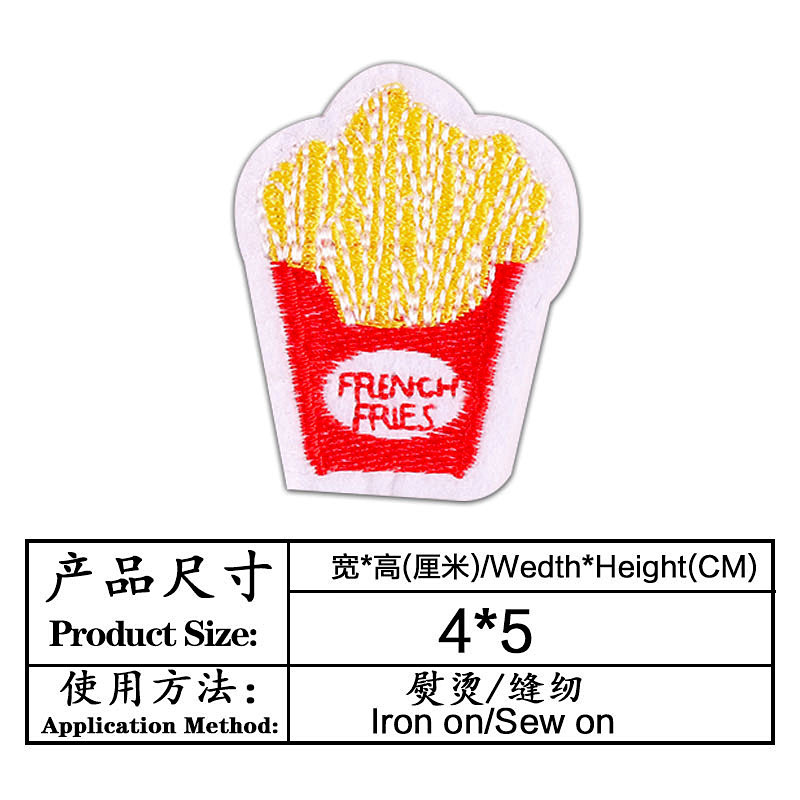 FRENCH
FRIES
产品尺寸
Product Size:
宽*高(厘米)/Wedth*Height(CM)
4*5
使用方法:
Application Method:
熨烫/缝纫
Iron on/Sew on